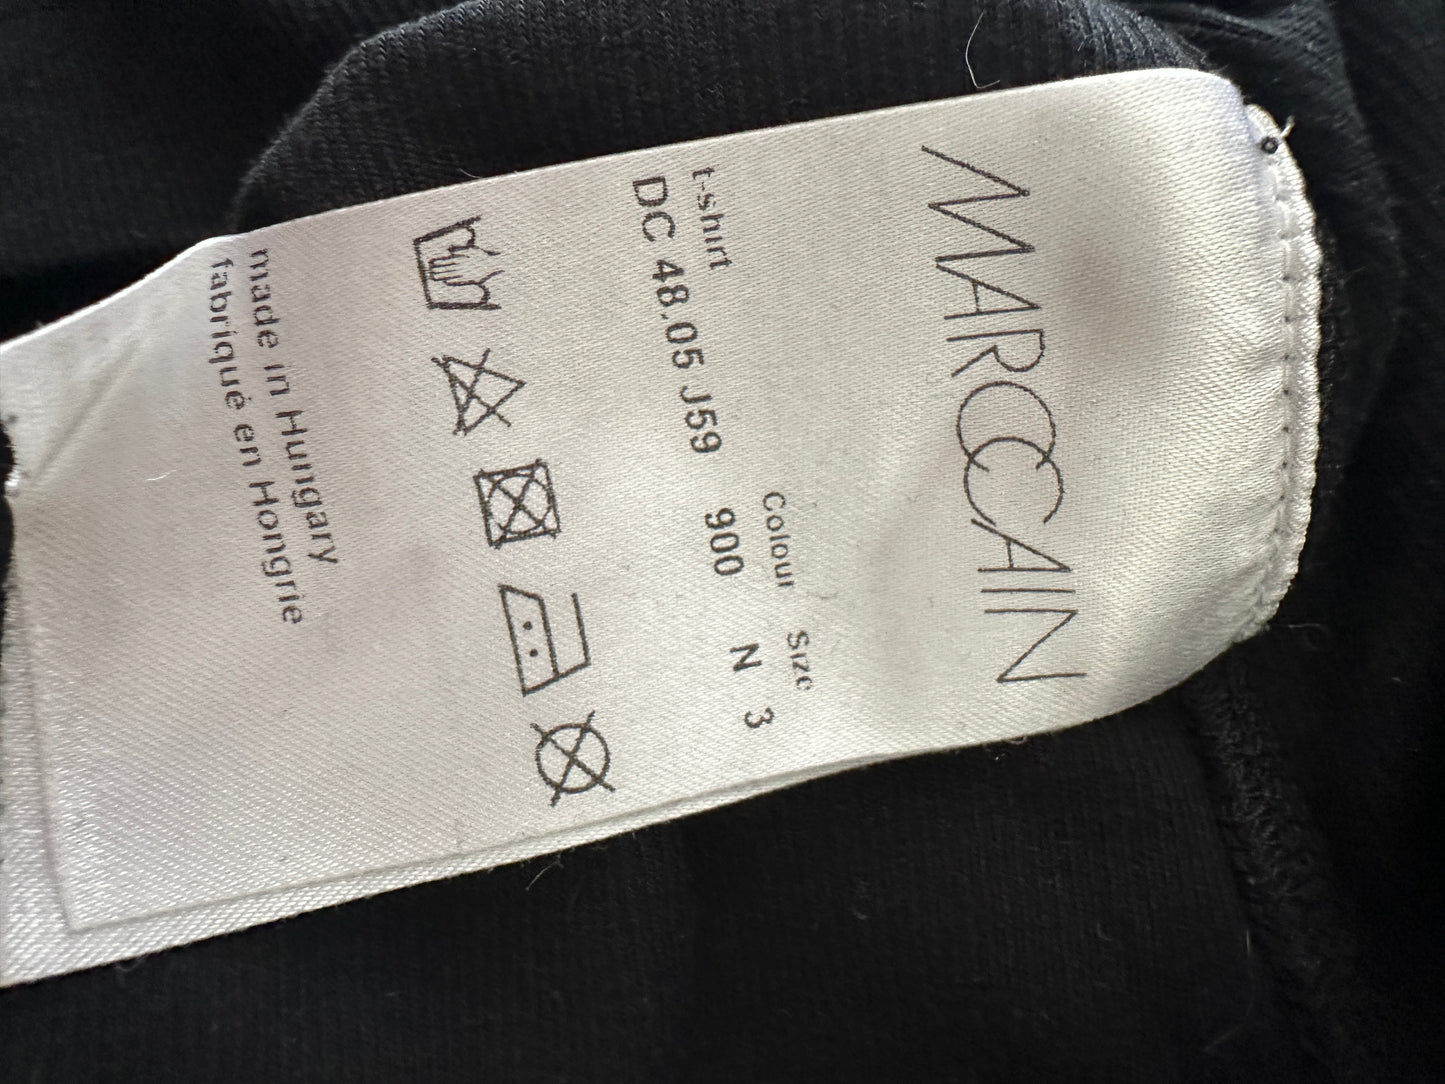 MARCCAIN
t-shirt
Colour Size
DC 48.05 J59 900 N 3
made in Hungary
fabriqué en Hongrie